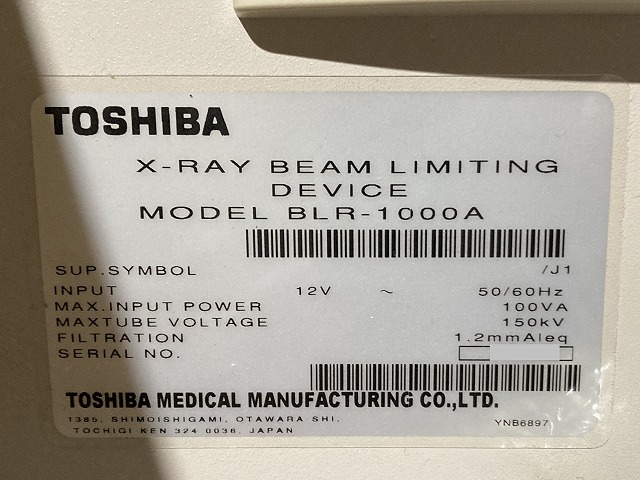 TOSHIBA
X-RAY BEAM LIMITING
DEVICE
MODEL BLR-1000A
SUP.SYMBOL /J1
INPUT 12V ~ 50/60Hz
MAX.INPUT POWER 100VA
MAXTUBE VOLTAGE 150kV
FILTRATION 1.2mmAleq
SERIAL NO.
TOSHIBA MEDICAL MANUFACTURING CO.,LTD.
1385, SHIMOISHIGAMI, OTAWARA-SHI,
TOCHIGI-KEN 324-0036, JAPAN
YNB6897